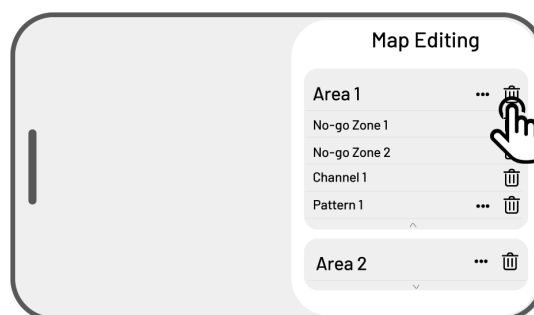 Map Editing
Area 1
No-go Zone 1
No-go Zone 2
Channel 1
Pattern 1
Area 2